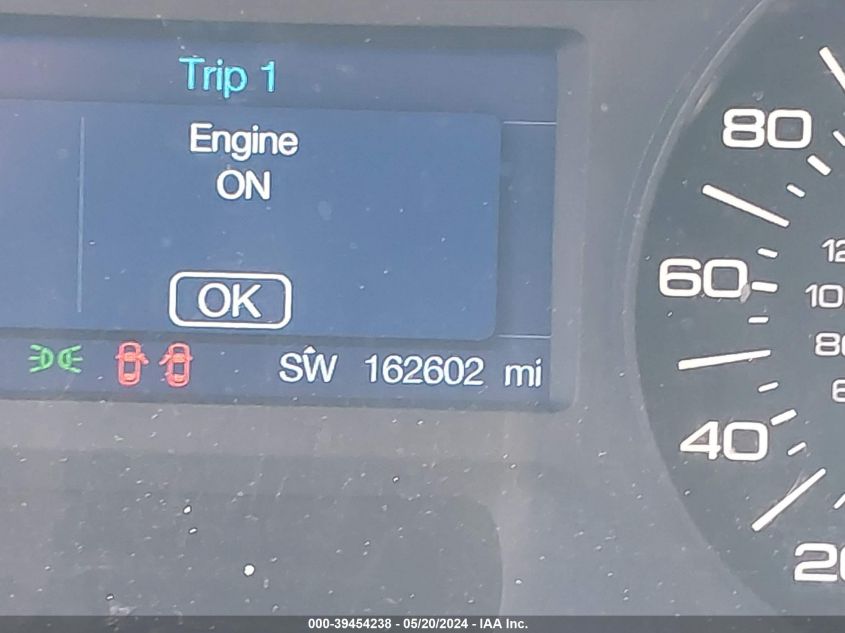 Trip 1
Engine
ON
OK
SW 162602 mi
80
60
40
000-39454238 - 05/20/2024 - IAA Inc.